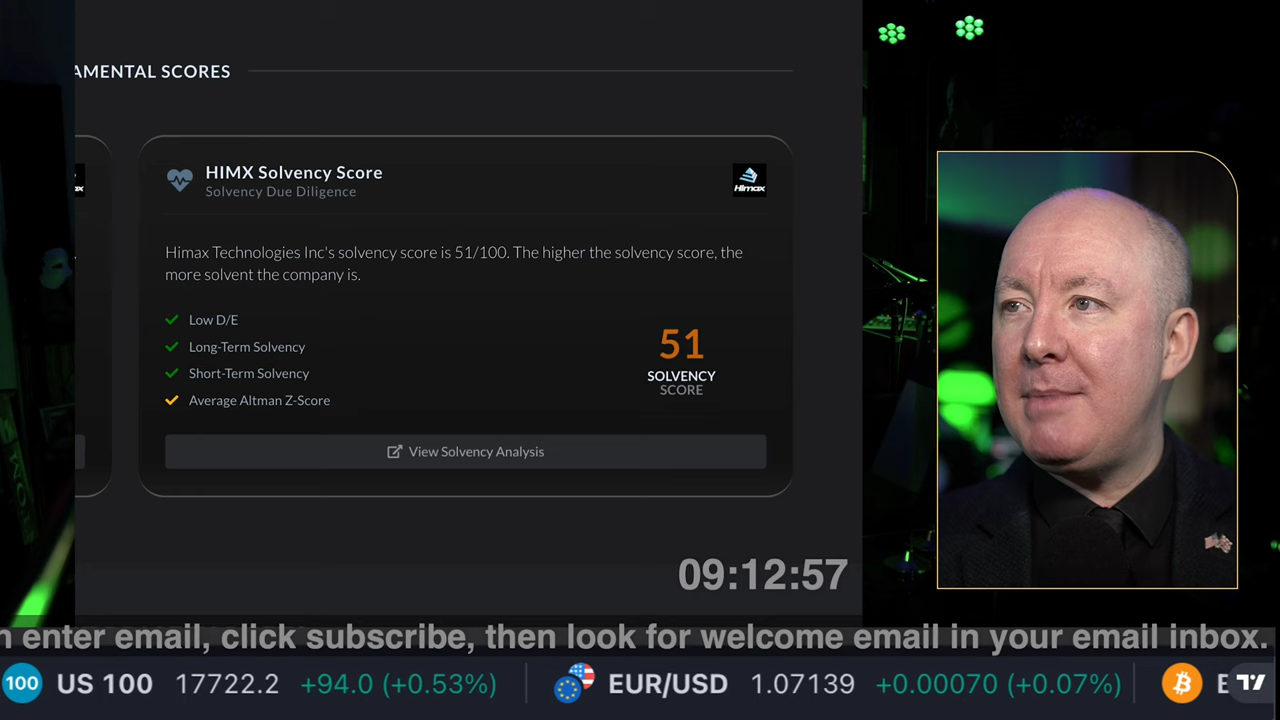 AMENTAL SCORES
HIMX Solvency Score
Solvency Due Diligence
Himax
Himax Technologies Inc's solvency score is 51/100. The higher the solvency score, the
more solvent the company is.
Low D/E
Long-Term Solvency
Short-Term Solvency
Average Altman Z-Score
51
SOLVENCY
SCORE
View Solvency Analysis
09:12:57
enter email, click subscribe, then look for welcome email in your email inbox.
100 US 100 17722.2 +94.0 (+0.53%) EUR/USD 1.07139 +0.00070 (+0.07%)